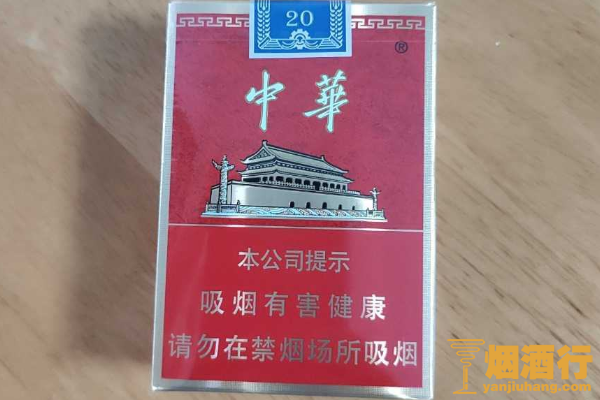 20
®
中華
本公司提示
吸烟有害健康
请勿在禁烟场所吸烟
烟酒行
yanjiuhang.com